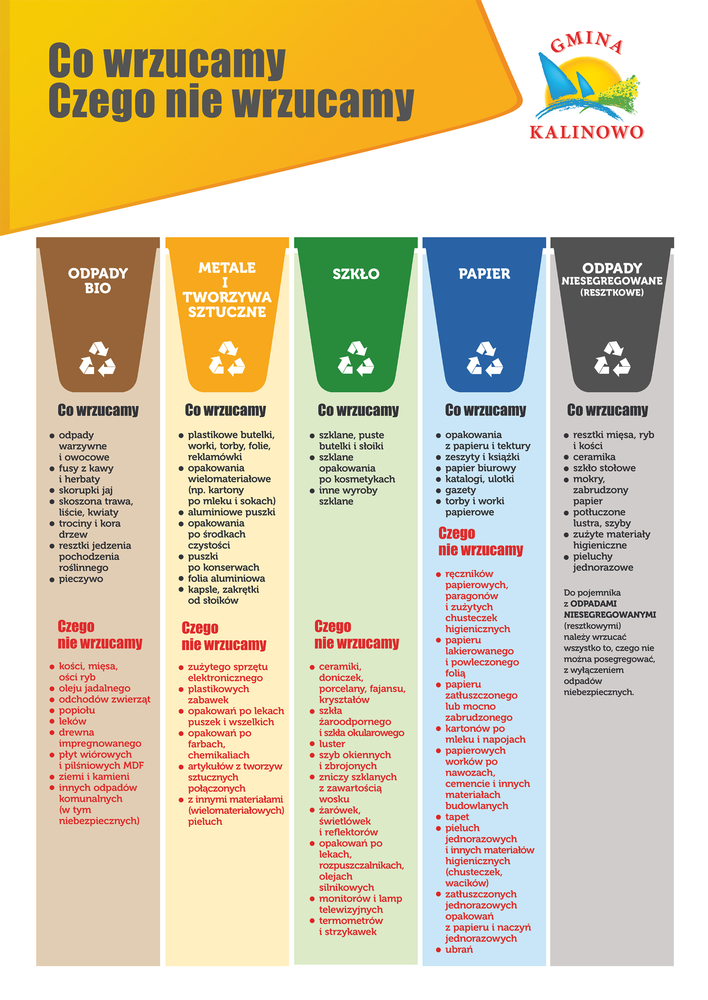 Co wrzucamy
Czego nie wrzucamy
GMINA
KALINOWO
ODPADY
BIO
Co wrzucamy
● odpady
warzywne
i owocowe
● fusy z kawy
i herbaty
● skorupki jaj
● skoszona trawa,
liście, kwiaty
● trociny i kora
drzew
● resztki jedzenia
pochodzenia
roślinnego
● pieczywo
Czego
nie wrzucamy
● kości, mięsa,
ości ryb
● oleju jadalnego
● odchodów zwierząt
● popiołu
● leków
● drewna
impregnowanego
● płyt wiórowych
i pilśniowych MDF
● ziemi i kamieni
● innych odpadów
komunalnych
(w tym
niebezpiecznych)
METALE
I
TWORZYWA
SZTUCZNE
Co wrzucamy
● plastikowe butelki,
worki, torby, folie,
reklamówki
● opakowania
wielomateriałowe
(np. kartony
po mleku i sokach)
● aluminiowe puszki
● opakowania
po środkach
czystości
● puszki
po konserwach
● folia aluminiowa
● kapsle, zakrętki
od słoików
Czego
nie wrzucamy
● zużytego sprzętu
elektronicznego
● plastikowych
zabawek
● opakowań po lekach
puszek i wszelkich
● opakowań po
farbach,
chemikaliach
● artykułów z tworzyw
sztucznych
połączonych
● z innymi materiałami
(wielomateriałowych)
pieluch
SZKŁO
Co wrzucamy
● szklane, puste
butelki i słoiki
● szklane
opakowania
po kosmetykach
● inne wyroby
szklane
Czego
nie wrzucamy
● ceramiki,
doniczek,
porcelany, fajansu,
kryształów
● szkła
żaroodpornego
i szkła okularowego
● luster
● szyb okiennych
i zbrojonych
● zniczy szklanych
z zawartością
wosku
● żarówek,
świetlówek
i reflektorów
● opakowań po
lekach,
rozpuszczalnikach,
olejach
silnikowych
● monitorów i lamp
telewizyjnych
● termometrów
i strzykawek
PAPIER
Co wrzucamy
● opakowania
z papieru i tektury
● zeszyty i książki
● papier biurowy
● katalogi, ulotki
● gazety
● torby i worki
papierowe
Czego
nie wrzucamy
● ręczników
papierowych,
paragonów
i zużytych
chusteczek
higienicznych
● papieru
lakierowanego
i powleczonego
folią
● papieru
zatłuszczonego
lub mocno
zabrudzonego
● kartonów po
mleku i napojach
● papierowych
worków po
nawozach,
cemencie i innych
materiałach
budowlanych
● tapet
● pieluch
jednorazowych
i innych materiałów
higienicznych
(chusteczek,
wacików)
● zatłuszczonych
jednorazowych
opakowań
z papieru i naczyń
jednorazowych
● ubrań
ODPADY
NIESEGREGOWANE
(RESZTKOWE)
Co wrzucamy
● resztki mięsa, ryb
i kości
● ceramika
● szkło stołowe
● mokry,
zabrudzony
papier
● potłuczone
lustra, szyby
● zużyte materiały
higieniczne
● pieluchy
jednorazowe
Do pojemnika
z ODPADAMI
NIESEGREGOWANYMI
(resztkowymi)
należy wrzucać
wszystko to, czego nie
można posegregować,
z wyłączeniem
odpadów
niebezpiecznych.